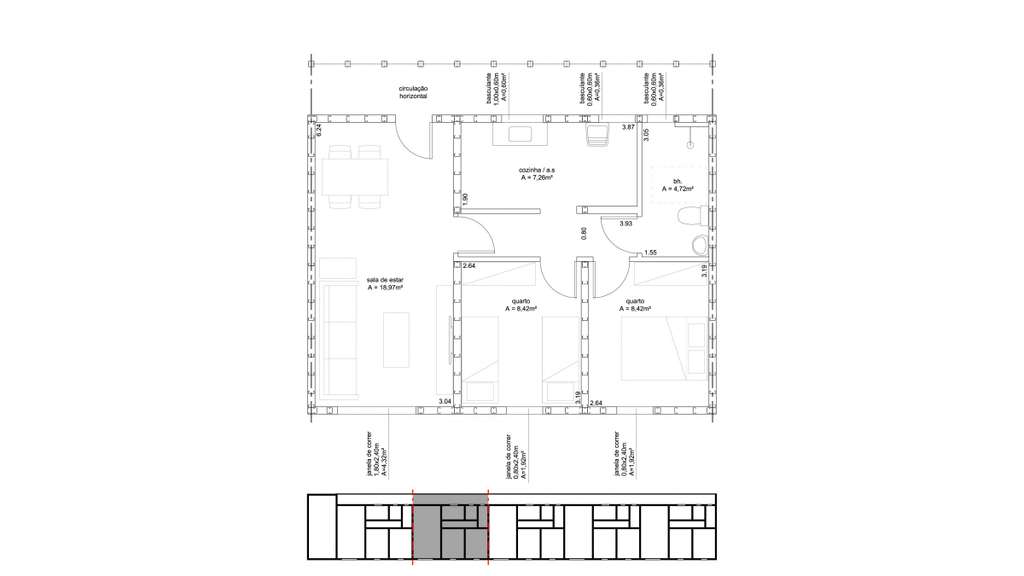 circulação
horizontal
basculante
1,00x0,60m
A=0,60m²
basculante
0,60x0,60m
A=0,36m²
basculante
0,60x0,60m
A=0,36m²
6.24
3.87
3.05
cozinha / a.s
A = 7,26m²
bh.
A = 4,72m²
1.90
3.93
0.80
1.55
2.64
3.19
sala de estar
A = 18,97m²
quarto
A = 8,42m²
quarto
A = 8,42m²
3.04
3.19
2.64
janela de correr
1,80x2,40m
A=4,32m²
janela de correr
0,80x2,40m
A=1,92m²
janela de correr
0,80x2,40m
A=1,92m²